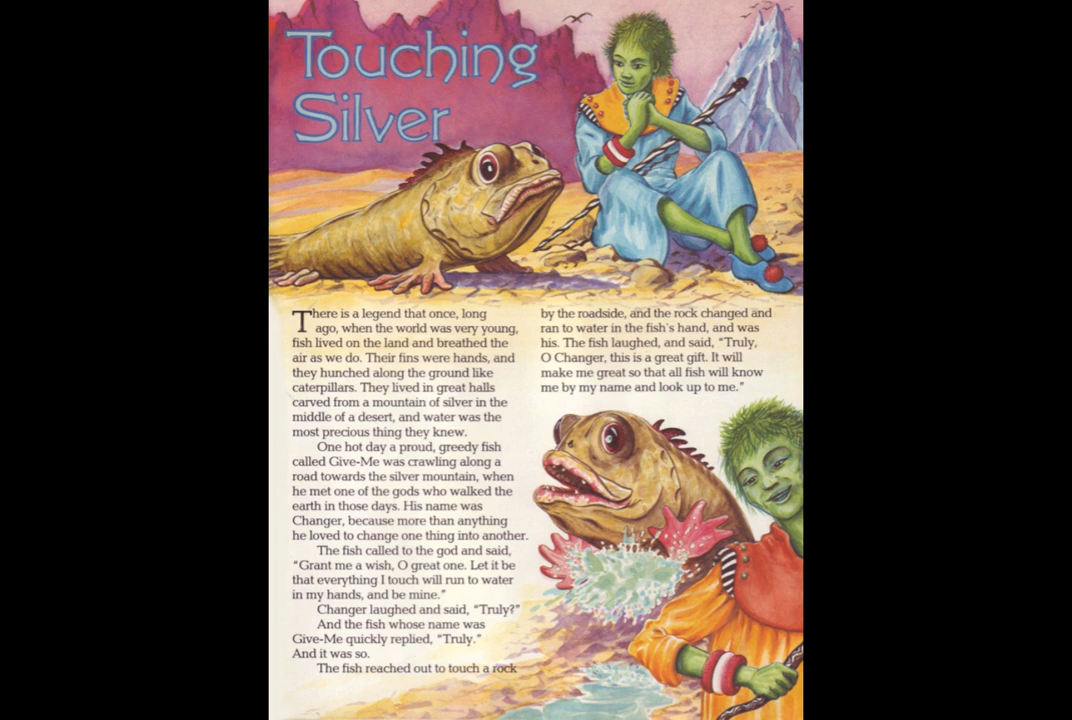 Touching
Silver
There is a legend that once, long
ago, when the world was very young,
fish lived on the land and breathed the
air as we do. Their fins were hands, and
they hunched along the ground like
caterpillars. They lived in great halls
carved from a mountain of silver in the
middle of a desert, and water was the
most precious thing they knew.
One hot day a proud, greedy fish
called Give-Me was crawling along a
road towards the silver mountain, when
he met one of the gods who walked the
earth in those days. His name was
Changer, because more than anything
he loved to change one thing into another.
The fish called to the god and said,
"Grant me a wish, O great one. Let it be
that everything I touch will run to water
in my hands, and be mine."
Changer laughed and said, "Truly?"
And the fish whose name was
Give-Me quickly replied, "Truly."
And it was so.
The fish reached out to touch a rock
by the roadside, and the rock changed and
ran to water in the fish's hand, and was
his. The fish laughed, and said, "Truly,
O Changer, this is a great gift. It will
make me great so that all fish will know
me by my name and look up to me."